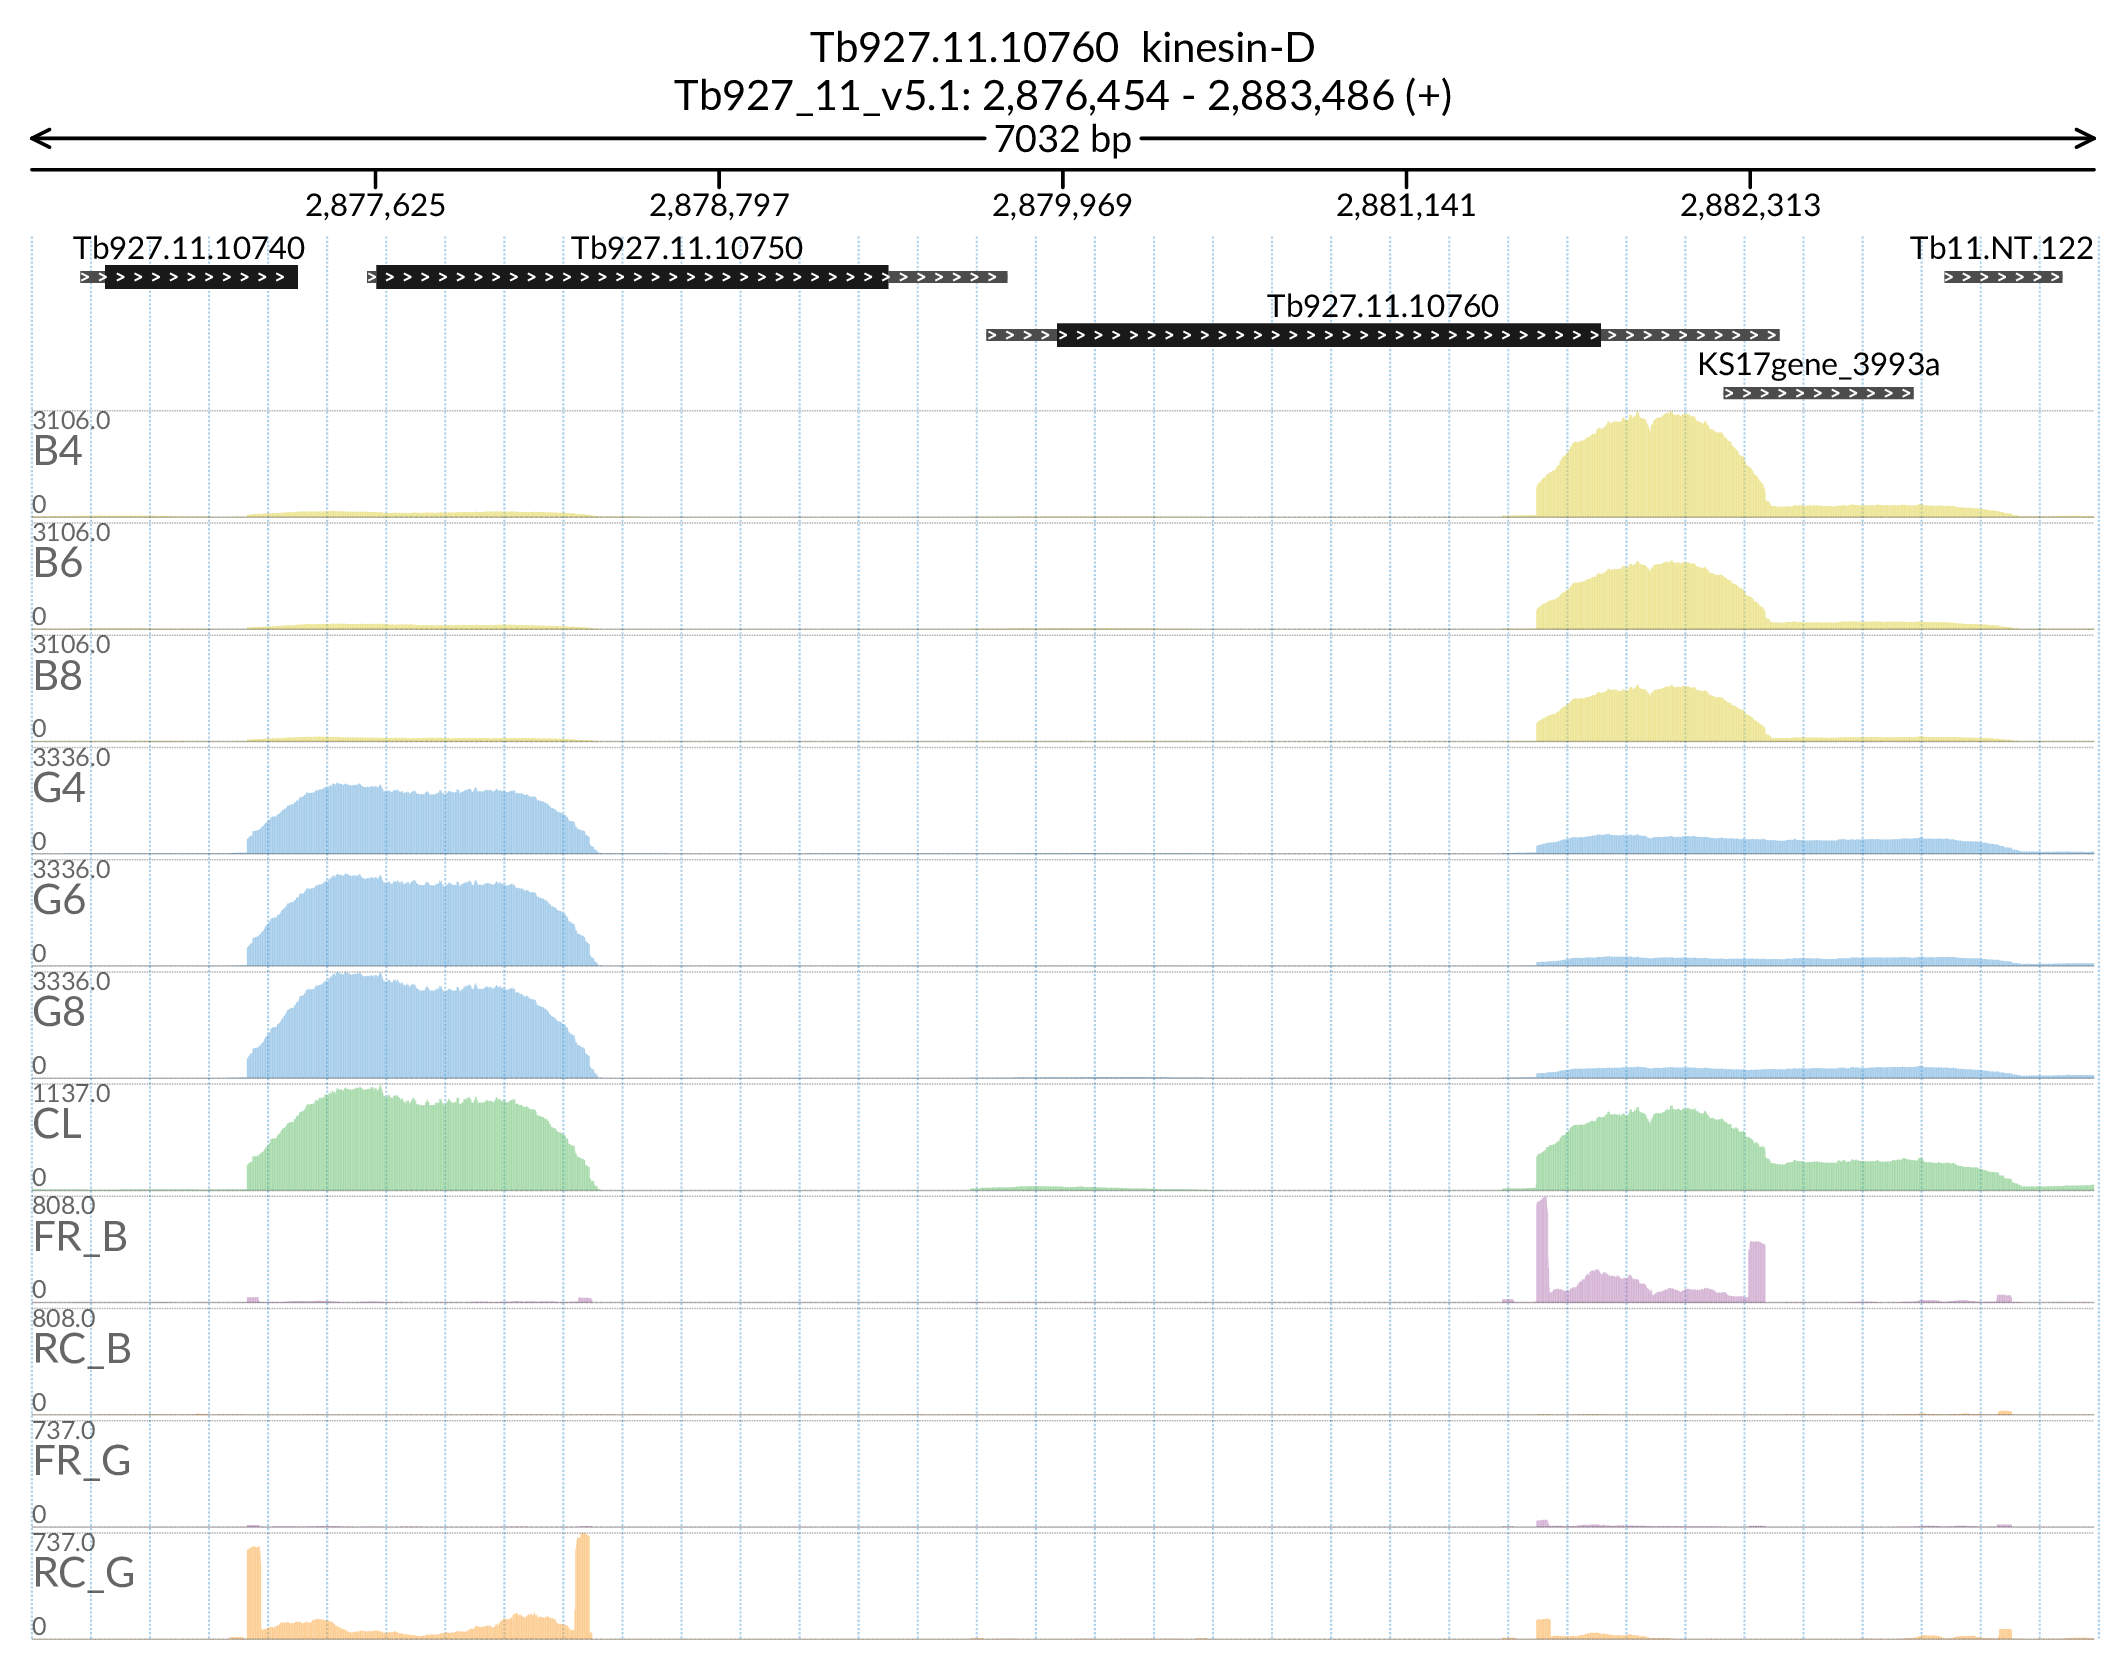 Tb927.11.10760 kinesin-D
Tb927_11_v5.1: 2,876,454 - 2,883,486 (+)
7032 bp
2,877,625 2,878,797 2,879,969 2,881,141 2,882,313
Tb927.11.10740 Tb927.11.10750 Tb11.NT.122
Tb927.11.10760
KS17gene_3993a
3106.0
B4
0
3106.0
B6
0
3106.0
B8
0
3336.0
G4
0
3336.0
G6
0
3336.0
G8
0
1137.0
CL
0
808.0
FR_B
0
808.0
RC_B
0
737.0
FR_G
0
737.0
RC_G
0